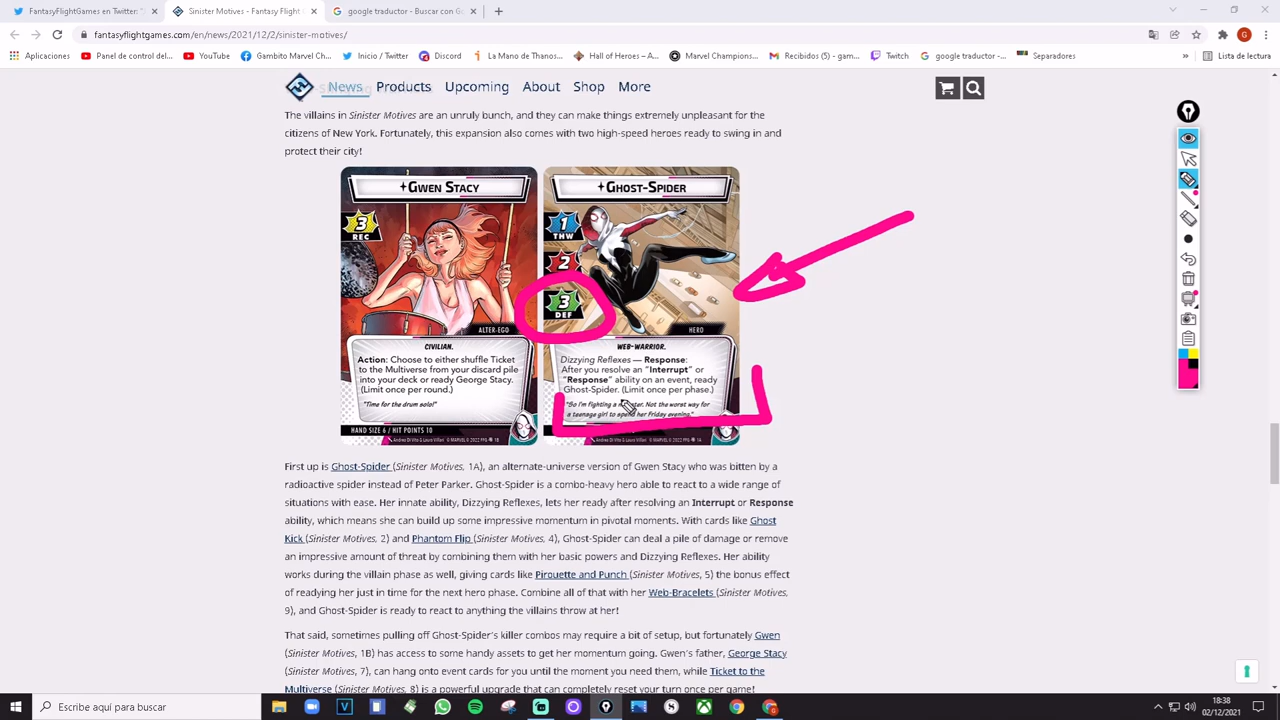 FantasyFlightGames en Twitter: "S
Sinister Motives - Fantasy Flight G
google traductor - Buscar con Go
fantasyflightgames.com/en/news/2021/12/2/sinister-motives/
Aplicaciones
Panel de control del...
YouTube
Gambito Marvel Ch...
Inicio / Twitter
Discord
La Mano de Thanos...
Hall of Heroes – A...
Marvel Champions...
Recibidos (5) - gam...
Twitch
google traductor -...
Separadores
»
Lista de lectura
News
Products
Upcoming
About
Shop
More
The villains in Sinister Motives are an unruly bunch, and they can make things extremely unpleasant for the
citizens of New York. Fortunately, this expansion also comes with two high-speed heroes ready to swing in and
protect their city!
GWEN STACY
3
REC
ALTER-EGO
CIVILIAN.
Action: Choose to either shuffle Ticket
to the Multiverse from your discard pile
into your deck or ready George Stacy.
(Limit once per round.)
"Time for the drum solo!"
HAND SIZE 6 / HIT POINTS 10
GHOST-SPIDER
1
THW
2
3
DEF
HERO
WEB-WARRIOR.
Dizzying Reflexes — Response:
After you resolve an "Interrupt" or
"Response" ability on an event, ready
Ghost-Spider. (Limit once per phase.)
"So I'm fighting a Not the worst way for
a teenage girl to spend her Friday evening."
First up is Ghost-Spider (Sinister Motives, 1A), an alternate-universe version of Gwen Stacy who was bitten by a
radioactive spider instead of Peter Parker. Ghost-Spider is a combo-heavy hero able to react to a wide range of
situations with ease. Her innate ability, Dizzying Reflexes, lets her ready after resolving an Interrupt or Response
ability, which means she can build up some impressive momentum in pivotal moments. With cards like Ghost
Kick (Sinister Motives, 2) and Phantom Flip (Sinister Motives, 4), Ghost-Spider can deal a pile of damage or remove
an impressive amount of threat by combining them with her basic powers and Dizzying Reflexes. Her ability
works during the villain phase as well, giving cards like Pirouette and Punch (Sinister Motives, 5) the bonus effect
of readying her just in time for the next hero phase. Combine all of that with her Web-Bracelets (Sinister Motives,
9), and Ghost-Spider is ready to react to anything the villains throw at her!
That said, sometimes pulling off Ghost-Spider's killer combos may require a bit of setup, but fortunately Gwen
(Sinister Motives, 1B) has access to some handy assets to get her momentum going. Gwen's father, George Stacy
(Sinister Motives, 7), can hang onto event cards for you until the moment you need them, while Ticket to the
Multiverse (Sinister Motives, 8) is a powerful upgrade that can completely reset your turn once per game!
Escribe aquí para buscar
18:38
02/12/2021